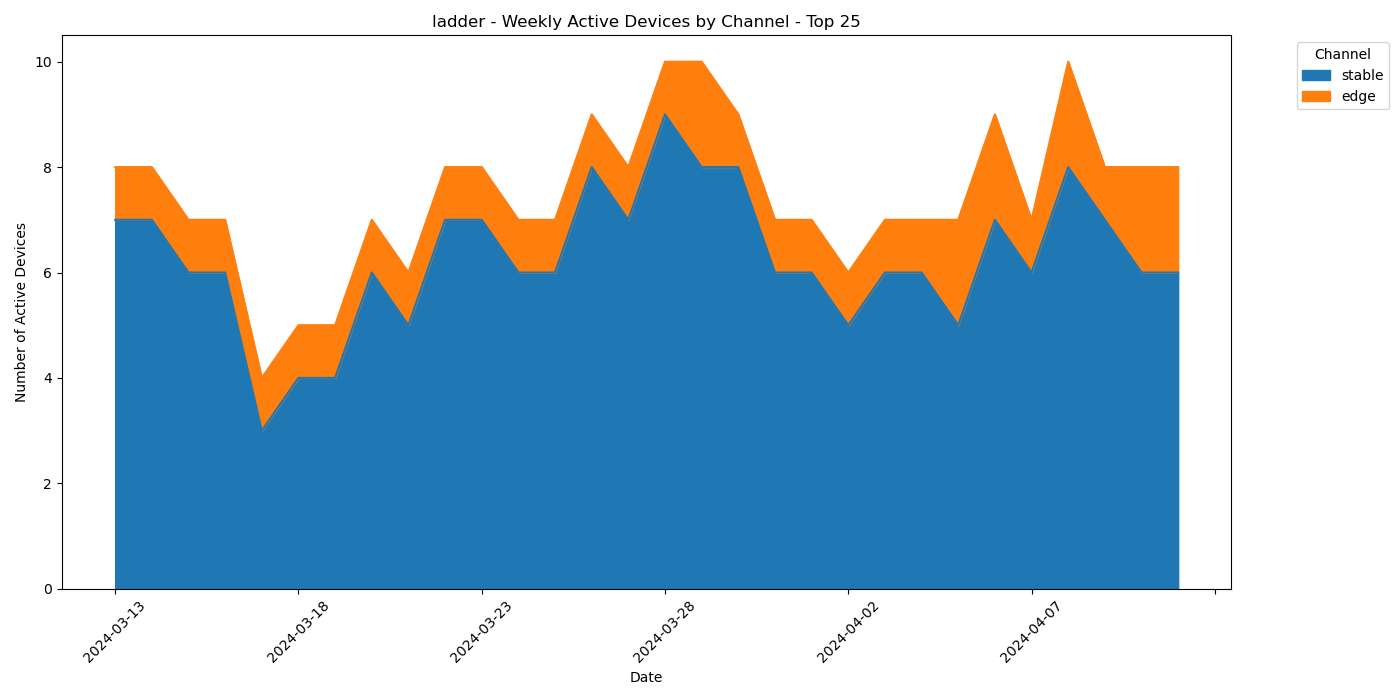 ladder - Weekly Active Devices by Channel - Top 25
Channel
stable
edge
Number of Active Devices
10
8
6
4
2
0
2024-03-13
2024-03-18
2024-03-23
2024-03-28
2024-04-02
2024-04-07
Date